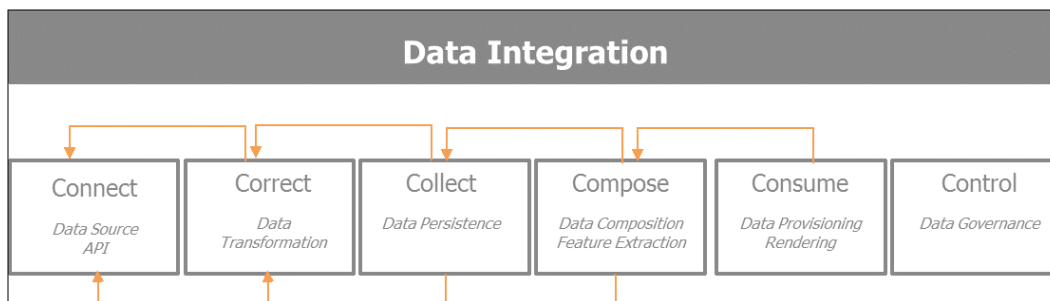 Data Integration
Connect
Data Source
API
Correct
Data
Transformation
Collect
Data Persistence
Compose
Data Composition
Feature Extraction
Consume
Data Provisioning
Rendering
Control
Data Governance